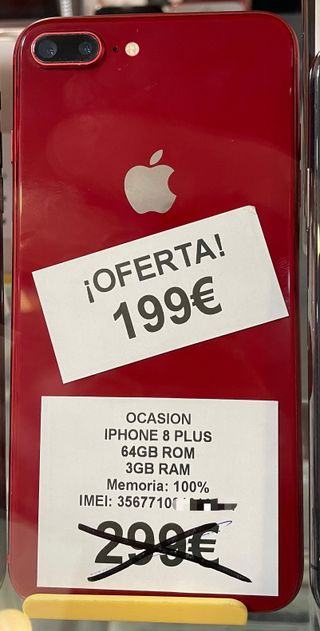 ¡OFERTA!
199€
OCASION
IPHONE 8 PLUS
64GB ROM
3GB RAM
Memoria: 100%
IMEI: 3567710
299€